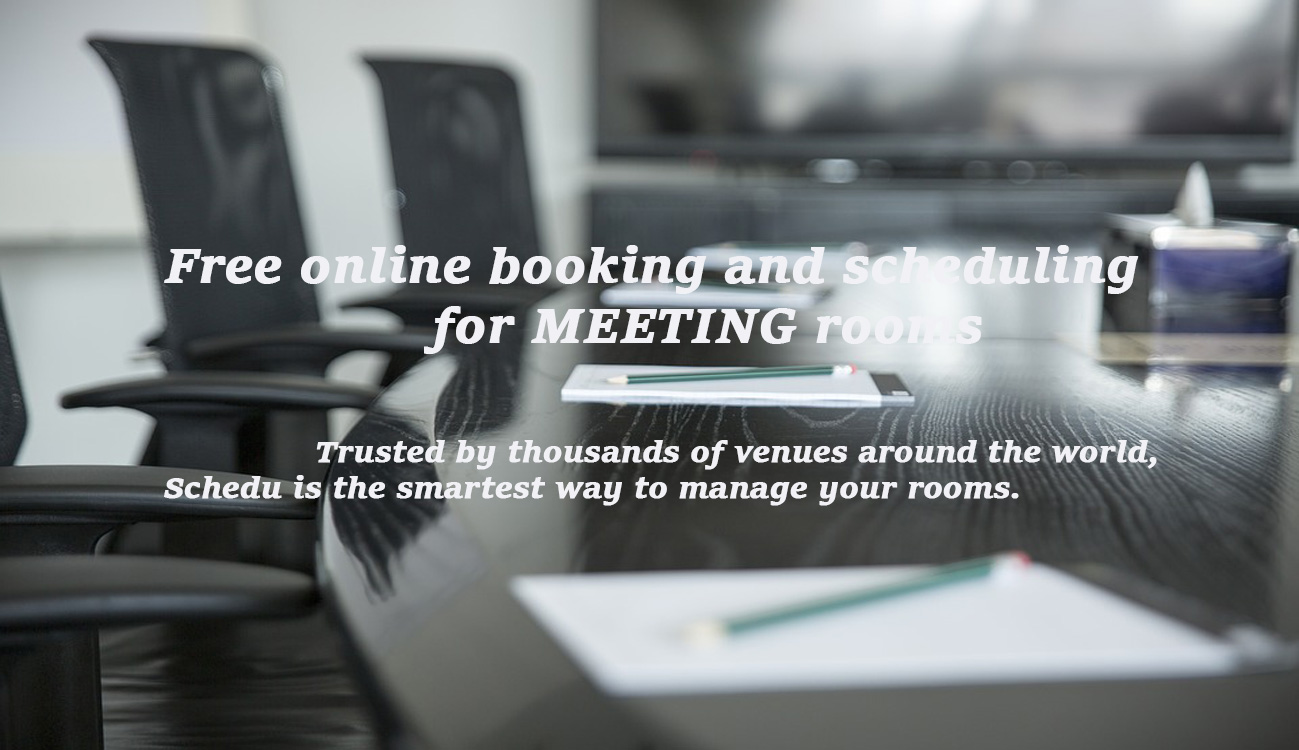 Free online booking and scheduling
for MEETING rooms
Trusted by thousands of venues around the world,
Schedu is the smartest way to manage your rooms.